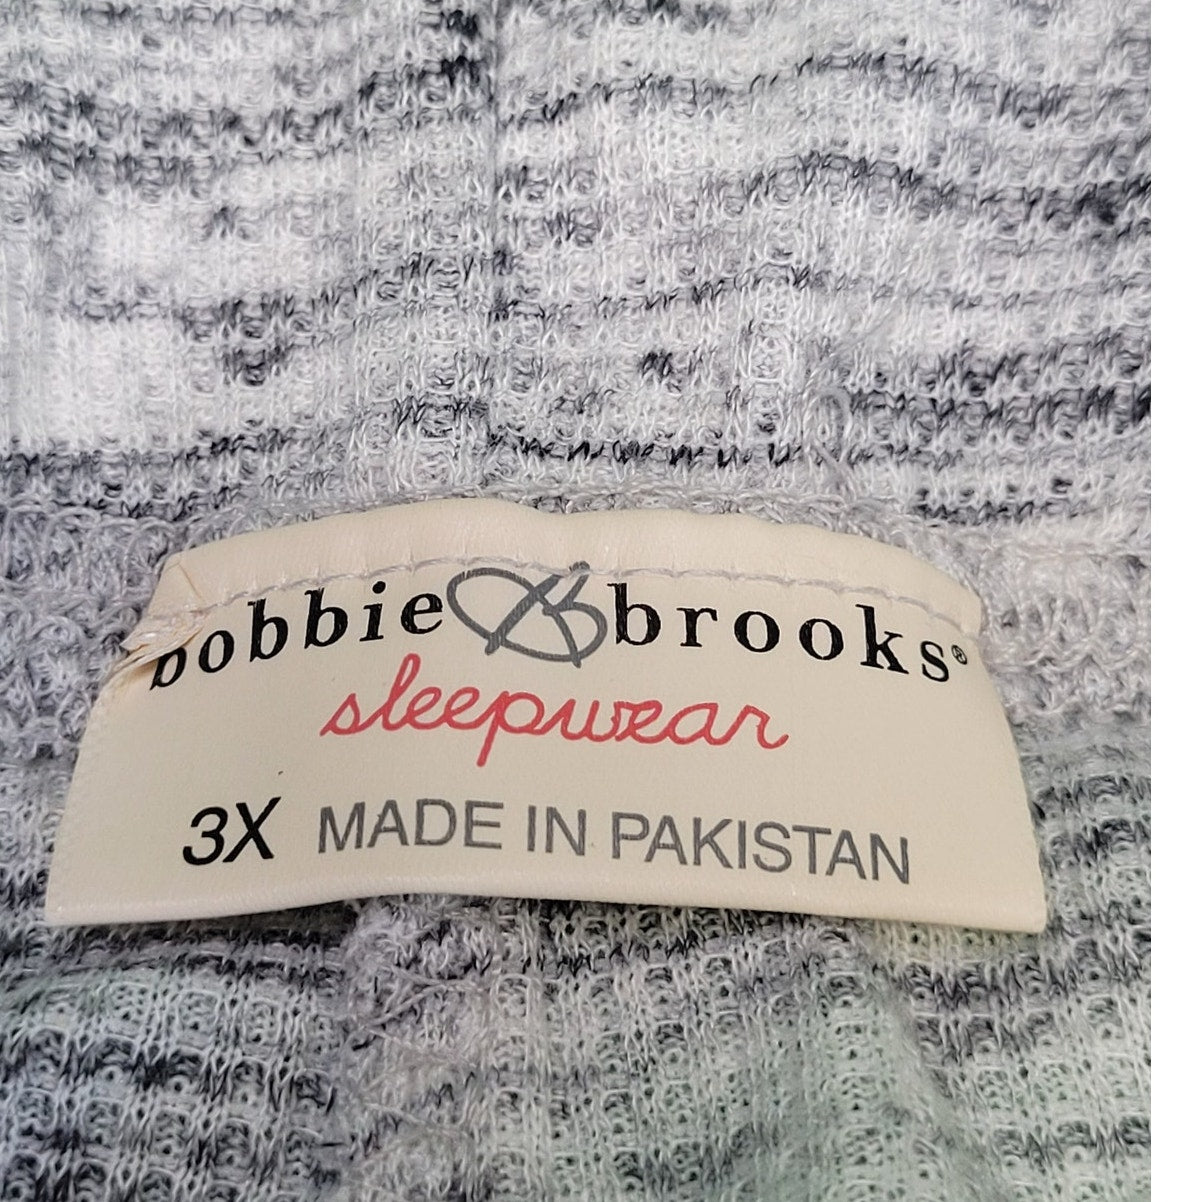 bobbie brooks®
sleepwear
3X MADE IN PAKISTAN